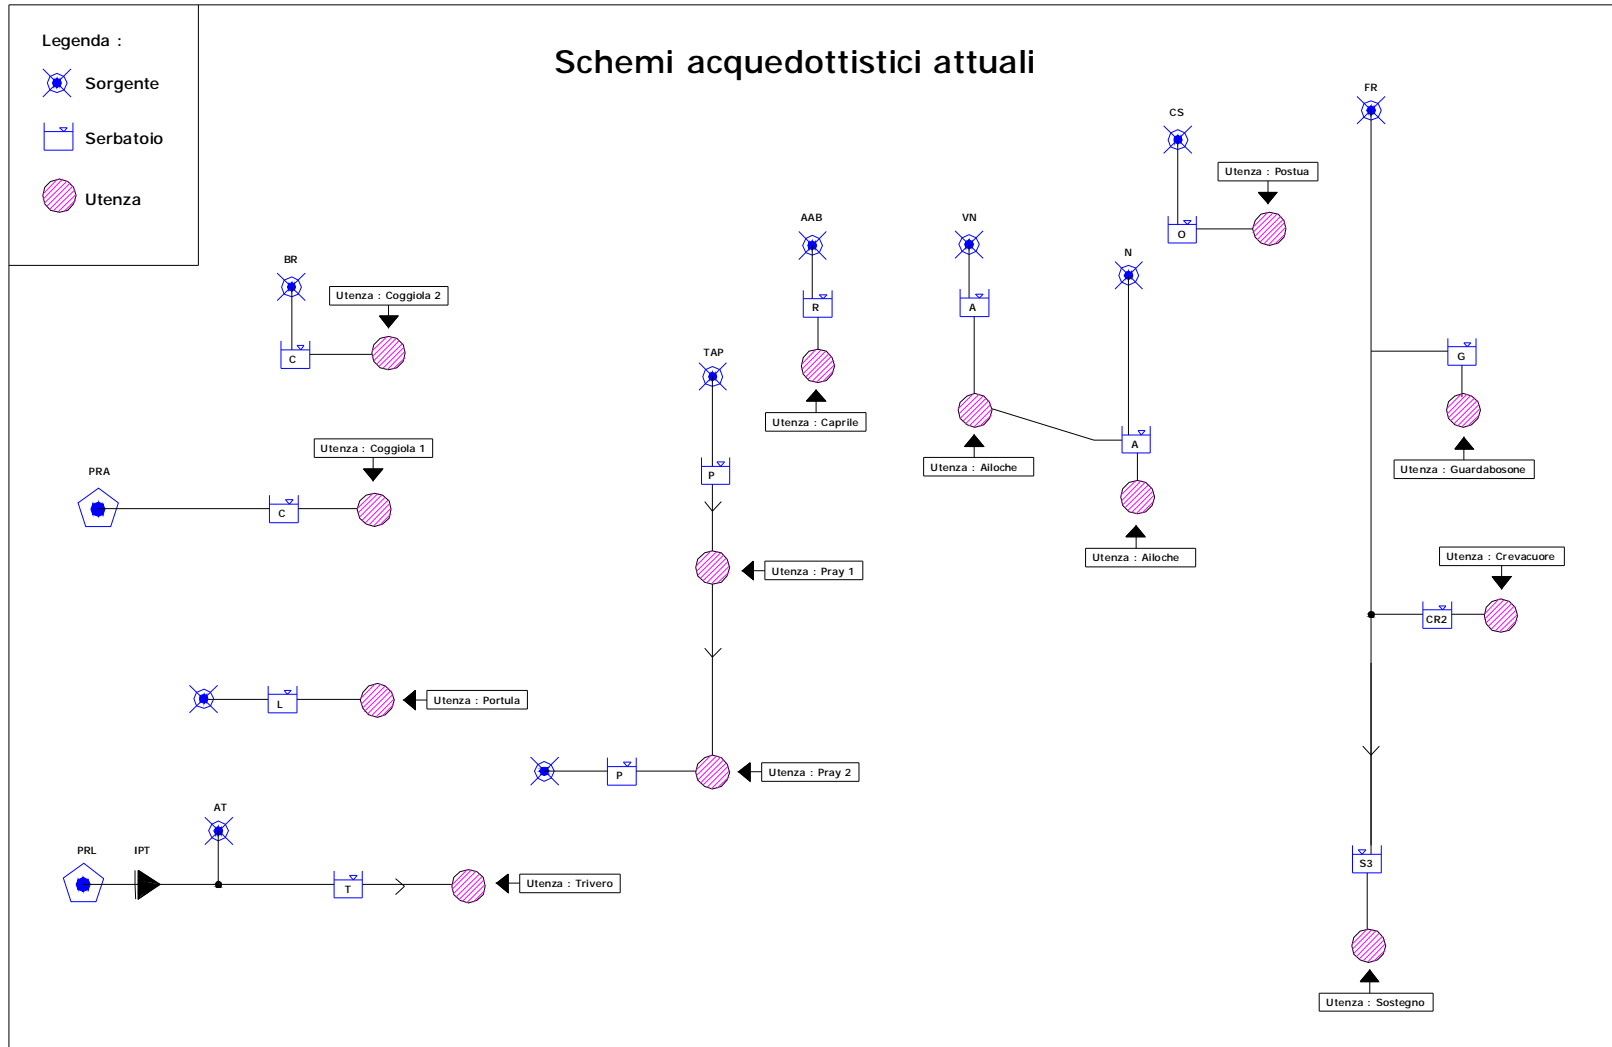 Legenda :
Sorgente
Serbatoio
Utenza
Schemi acquedottistici attuali
FR
CS
Utenza : Postua
O
AAB
VN
N
BR
Utenza : Coggiola 2
C
R
A
TAP
G
Utenza : Caprile
Utenza : Coggiola 1
A
Utenza : Ailoche
Utenza : Guardabosone
PRA
P
C
Utenza : Ailoche
Utenza : Crevacuore
Utenza : Pray 1
CR2
L
Utenza : Portula
P
Utenza : Pray 2
AT
PRL
IPT
T
Utenza : Trivero
S3
Utenza : Sostegno